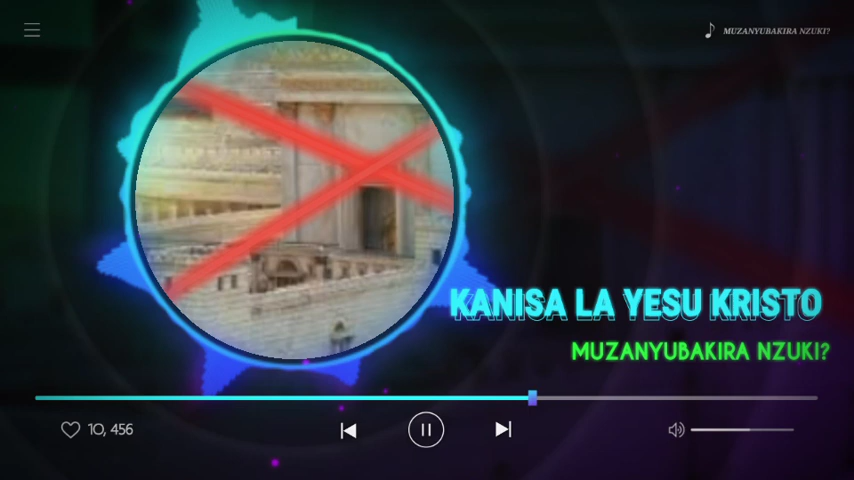 MUZANYUBAKIRA NZUKI?
KANISA LA YESU KRISTO
MUZANYUBAKIRA NZUKI?
10, 456